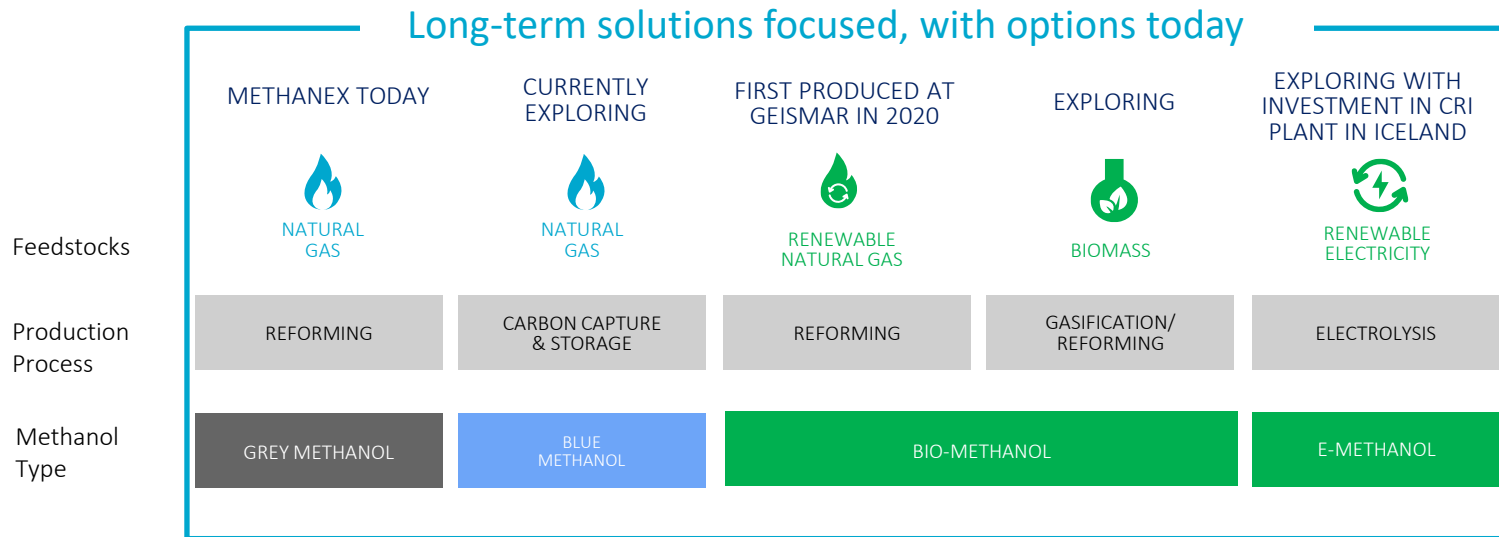 Long-term solutions focused, with options today
METHANEX TODAY
CURRENTLY
EXPLORING
FIRST PRODUCED AT
GEISMAR IN 2020
EXPLORING
EXPLORING WITH
INVESTMENT IN CRI
PLANT IN ICELAND
Feedstocks
NATURAL
GAS
NATURAL
GAS
RENEWABLE
NATURAL GAS
BIOMASS
RENEWABLE
ELECTRICITY
Production
Process
REFORMING
CARBON CAPTURE
& STORAGE
REFORMING
GASIFICATION/
REFORMING
ELECTROLYSIS
Methanol
Type
GREY METHANOL
BLUE
METHANOL
BIO-METHANOL
E-METHANOL